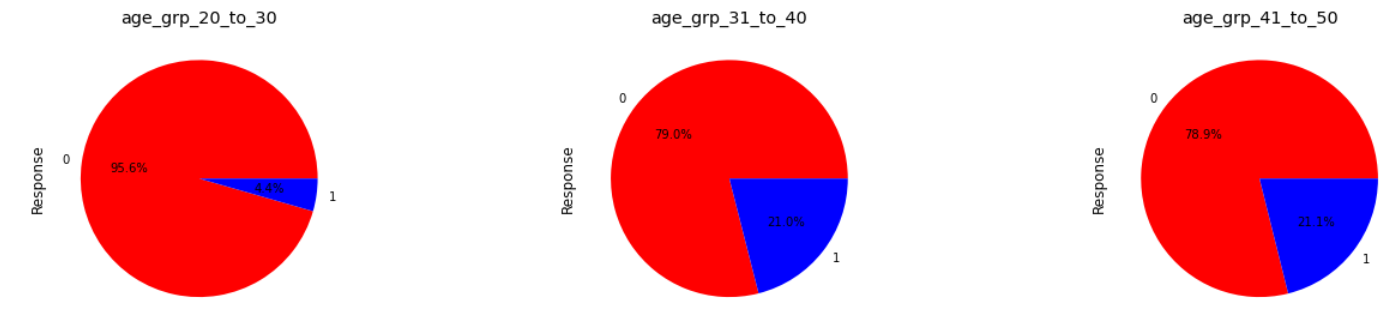 age_grp_20_to_30
0
95.6%
4.4%
1
Response
age_grp_31_to_40
0
79.0%
21.0%
1
Response
age_grp_41_to_50
0
78.9%
21.1%
1
Response